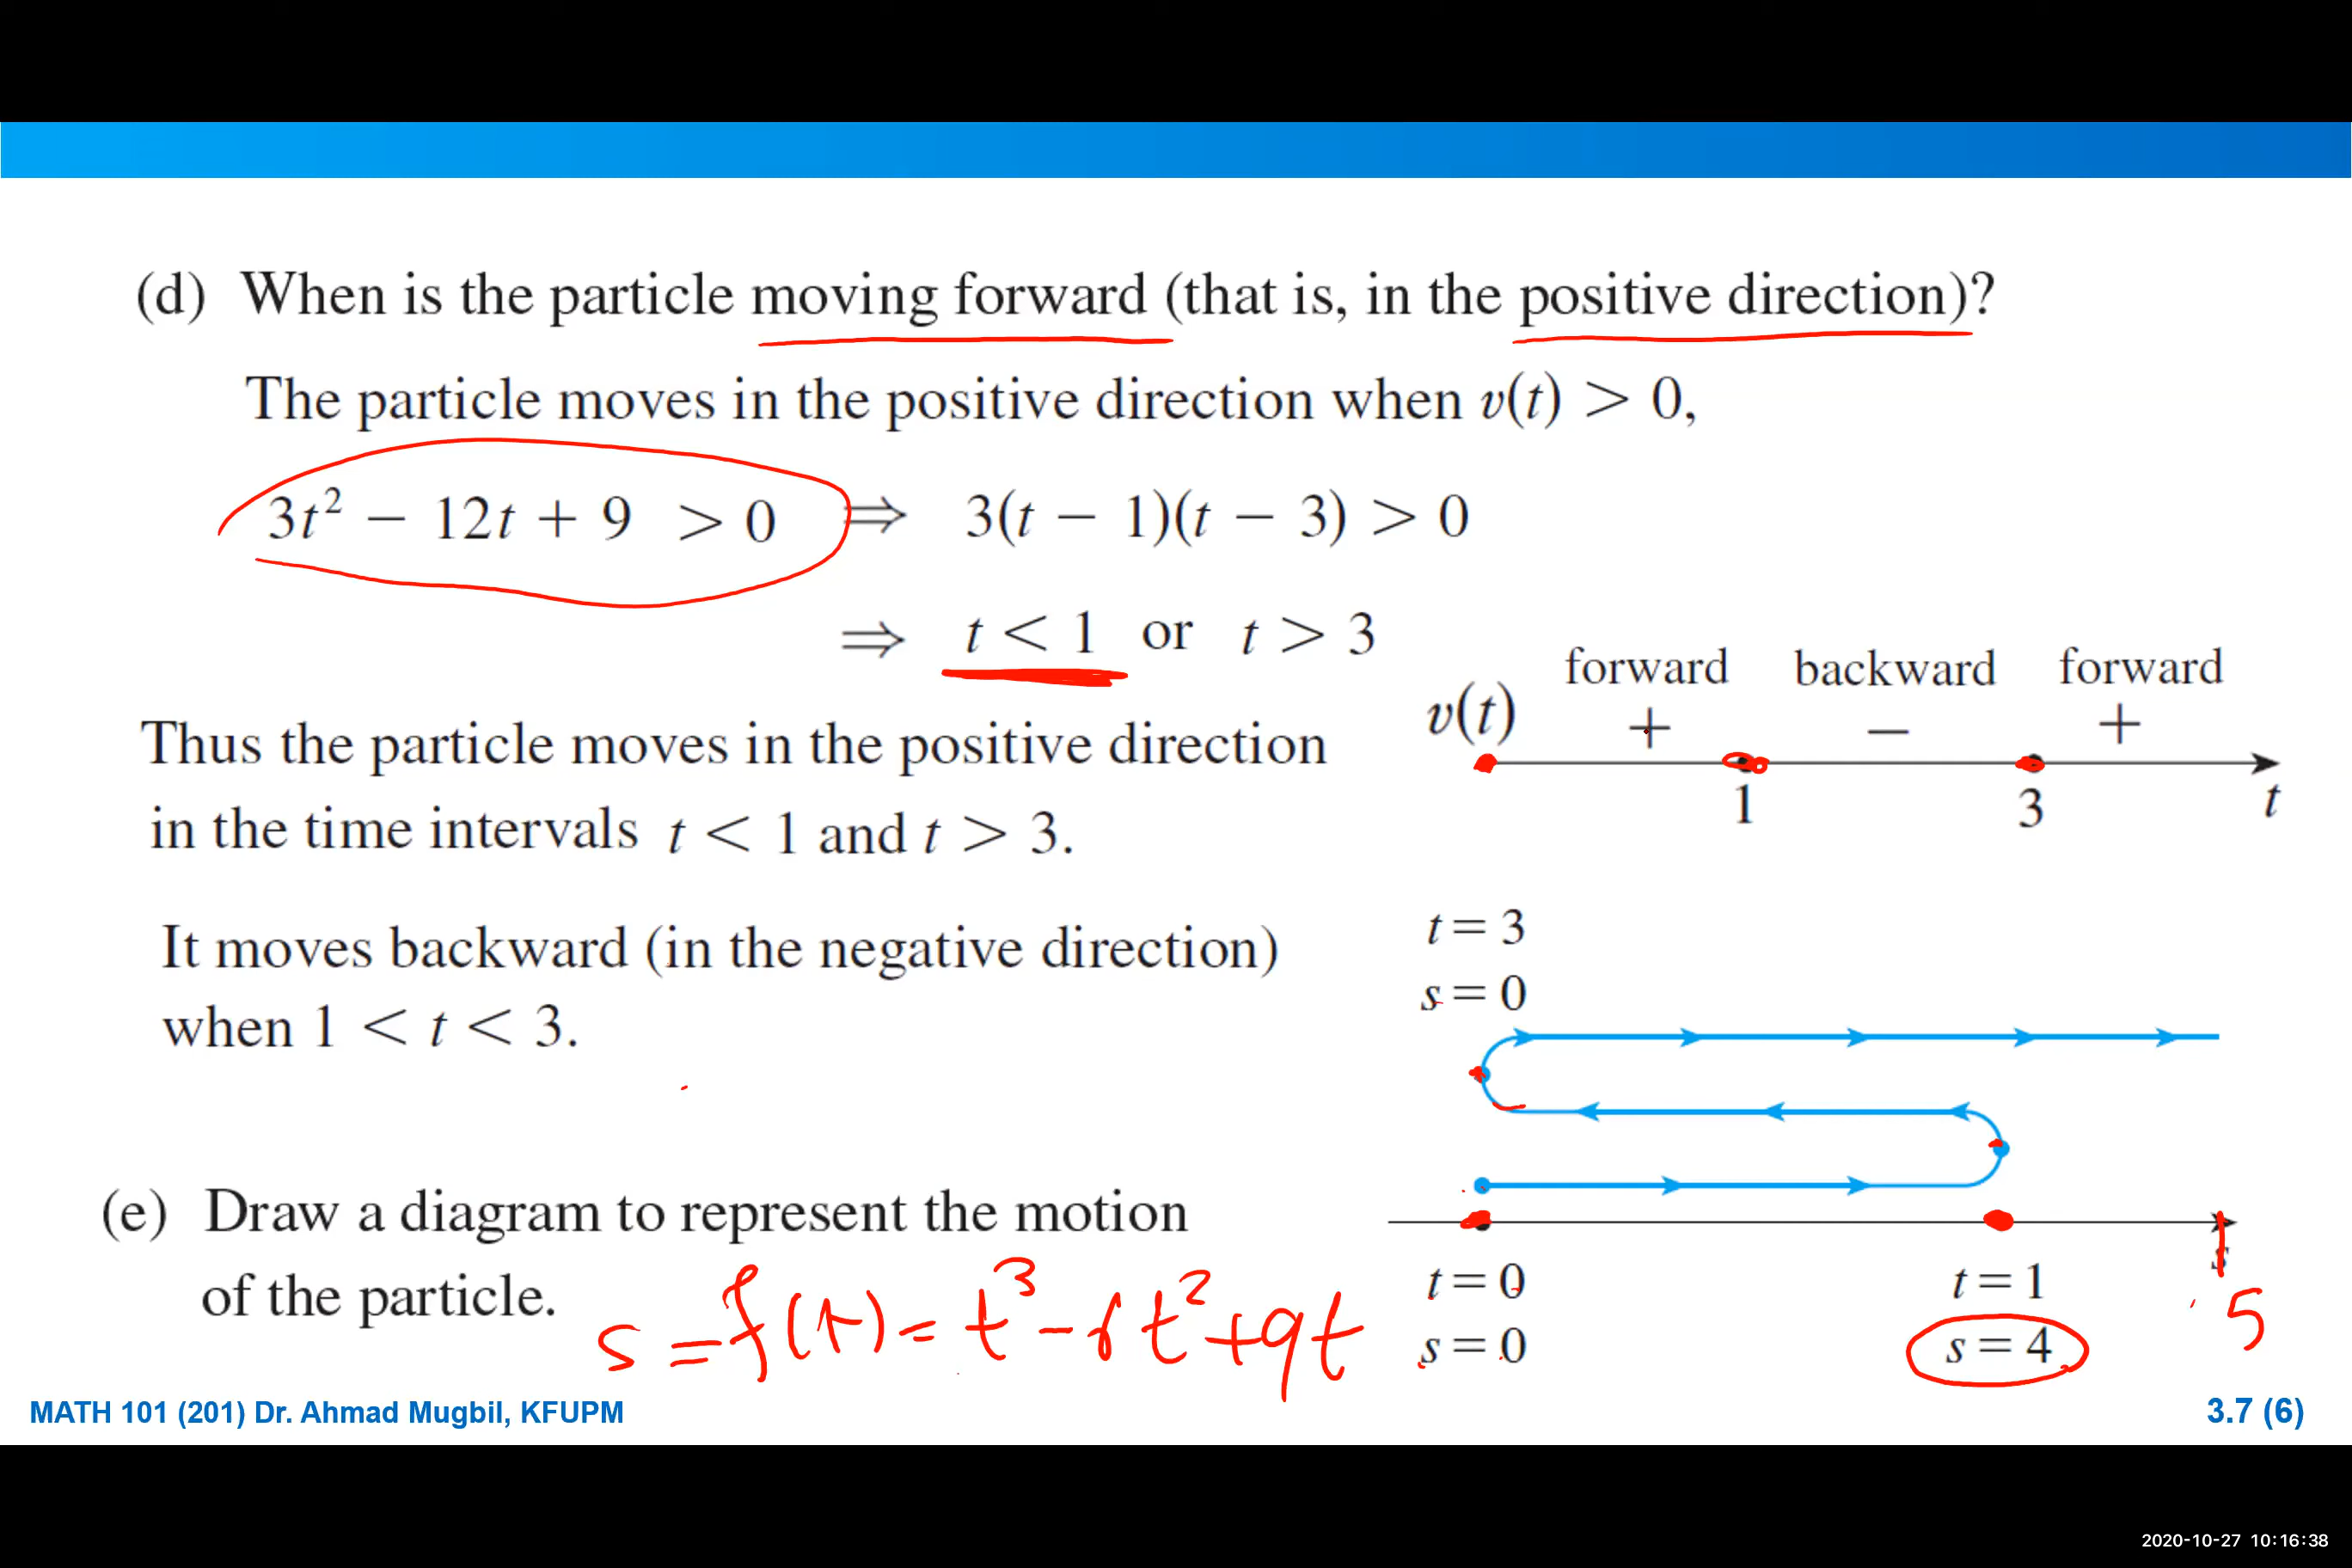 (d) When is the particle moving forward (that is, in the positive direction)?
The particle moves in the positive direction when v(t) > 0,
3t² − 12t + 9 > 0 ⇒ 3(t − 1)(t − 3) > 0
⇒ t < 1 or t > 3
forward backward forward
v(t) + − +
1 3 t
Thus the particle moves in the positive direction
in the time intervals t < 1 and t > 3.
It moves backward (in the negative direction)
when 1 < t < 3.
t = 3
s = 0
(e) Draw a diagram to represent the motion
of the particle.
s = f(t) = t³ − 6t² + 9t
s
t = 0 t = 1
s = 0 s = 4
5
MATH 101 (201) Dr. Ahmad Mugbil, KFUPM 3.7 (6)
2020-10-27 10:16:38